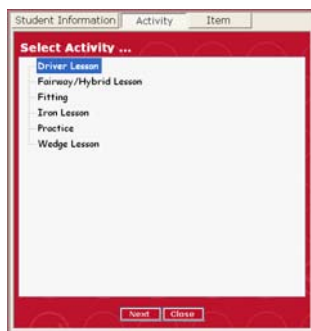 Student Information Activity Item
Select Activity ...
Driver Lesson
Fairway/Hybrid Lesson
Fitting
Iron Lesson
Practice
Wedge Lesson
Next Close